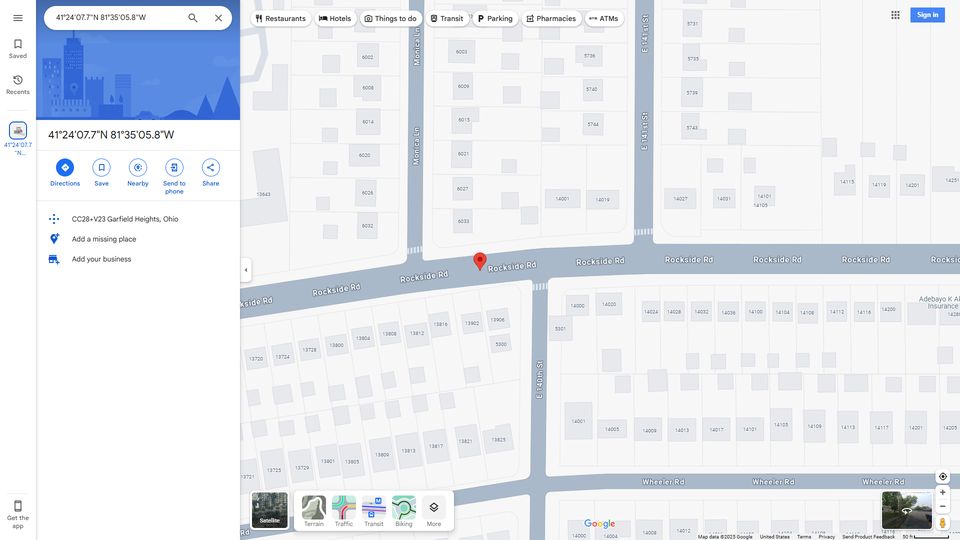 41°24'07.7"N 81°35'05.8"W
Restaurants
Hotels
Things to do
Transit
Parking
Pharmacies
ATMs
Sign in
Saved
Recents
41°24'07.7
"N...
41°24'07.7"N 81°35'05.8"W
Directions
Save
Nearby
Send to
phone
Share
CC28+V23 Garfield Heights, Ohio
Add a missing place
Add your business
Get the
app
Monica Ln
Monica Ln
E 141st St
E 141st St
6002
6003
5736
5735
6008
6009
5740
5739
6014
6015
5744
5743
6020
6021
6026
6027
6032
6033
13643
14001
14019
14027
14031
14101
14105
14115
14119
14201
Rockside Rd
Rockside Rd
Rockside Rd
Rockside Rd
Rockside Rd
Rockside Rd
Rockside Rd
kside Rd
E 140th St
14000
14020
14024
14028
14032
14036
14100
14104
14108
14112
14116
14200
Adebayo K A
Insurance
5301
13720
13724
13728
13800
13804
13808
13812
13816
13902
13906
5300
14001
14005
14009
14013
14017
14101
14105
14109
14113
14117
14201
14205
13721
13725
13729
13801
13805
13809
13813
13817
13821
13825
Wheeler Rd
Wheeler Rd
Wheeler Rd
Rd
14000
14004
14008
14012
Satellite
Terrain
Traffic
Transit
Biking
More
Google
Map data ©2025 Google
United States
Terms
Privacy
Send Product Feedback
50 ft